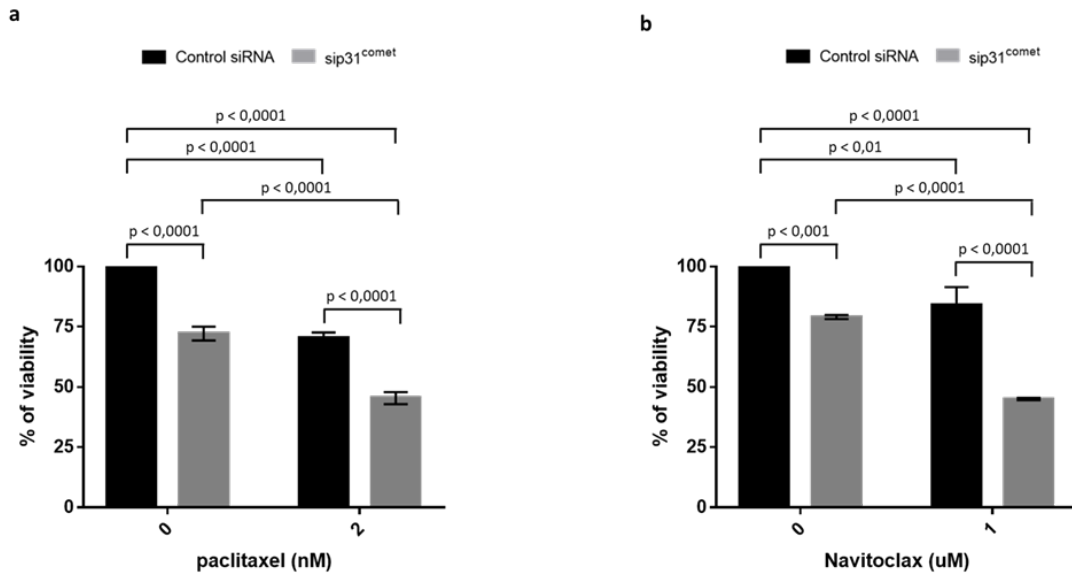 a
Control siRNA sip31comet
p < 0,0001
p < 0,0001
p < 0,0001
p < 0,0001
p < 0,0001
% of viability
100
75
50
25
0
0 2
paclitaxel (nM)
b
Control siRNA sip31comet
p < 0,0001
p < 0,01
p < 0,0001
p < 0,001
p < 0,0001
% of viability
100
75
50
25
0
0 1
Navitoclax (uM)